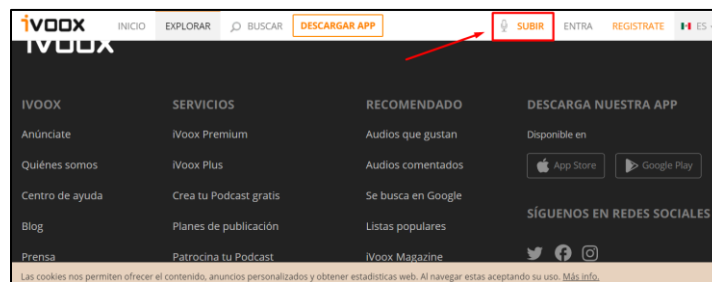 iVOOX INICIO EXPLORAR BUSCAR DESCARGAR APP SUBIR ENTRA REGISTRATE ES
iVOOX
IVOOX
Anúnciate
Quiénes somos
Centro de ayuda
Blog
Prensa
SERVICIOS
iVoox Premium
iVoox Plus
Crea tu Podcast gratis
Planes de publicación
Patrocina tu Podcast
RECOMENDADO
Audios que gustan
Audios comentados
Se busca en Google
Listas populares
iVoox Magazine
DESCARGA NUESTRA APP
Disponible en
App Store
Google Play
SÍGUENOS EN REDES SOCIALES
Las cookies nos permiten ofrecer el contenido, anuncios personalizados y obtener estadisticas web. Al navegar estas aceptando su uso. Más info.